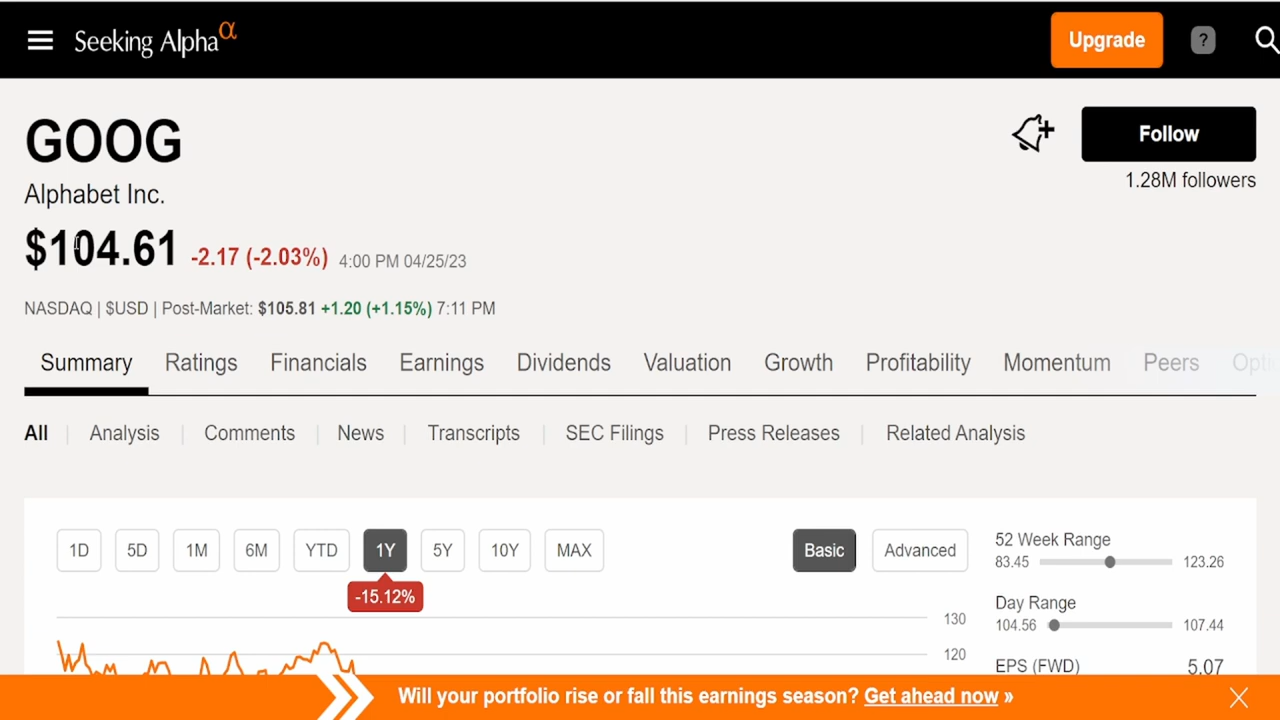 Seeking Alpha α
Upgrade
?
GOOG
Follow
Alphabet Inc.
1.28M followers
$104.61 -2.17 (-2.03%) 4:00 PM 04/25/23
NASDAQ | $USD | Post-Market: $105.81 +1.20 (+1.15%) 7:11 PM
Summary Ratings Financials Earnings Dividends Valuation Growth Profitability Momentum Peers Optio
All | Analysis | Comments | News | Transcripts | SEC Filings | Press Releases | Related Analysis
1D 5D 1M 6M YTD 1Y 5Y 10Y MAX
-15.12%
Basic Advanced
130
120
52 Week Range
83.45 123.26
Day Range
104.56 107.44
EPS (FWD) 5.07
Will your portfolio rise or fall this earnings season? Get ahead now »